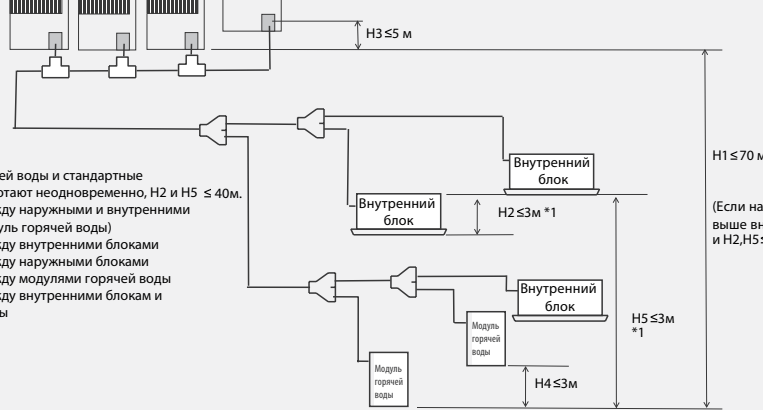 H3≤5 м
H1≤70 м
ей воды и стандартные
отают неодновременно, H2 и H5 ≤ 40м.
ду наружными и внутренними
уль горячей воды)
ду внутренними блоками
ду наружными блоками
ду модулями горячей воды
ду внутренними блокам и
ы
Внутренний
блок
Внутренний
блок
H2≤3м *1
(Если на
выше вн
и H2,H5≤
Внутренний
блок
Модуль
горячей
воды
H5≤3м
*1
Модуль
горячей
воды
H4≤3м